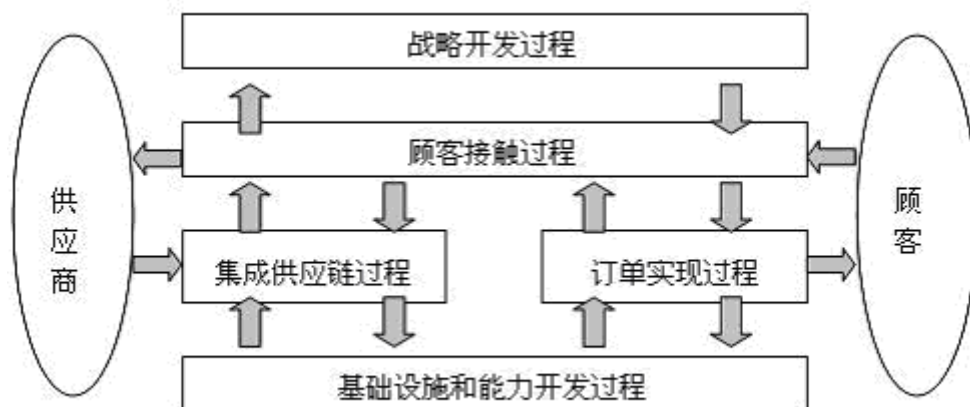 战略开发过程
顾客接触过程
供应商
顾客
集成供应链过程
订单实现过程
基础设施和能力开发过程